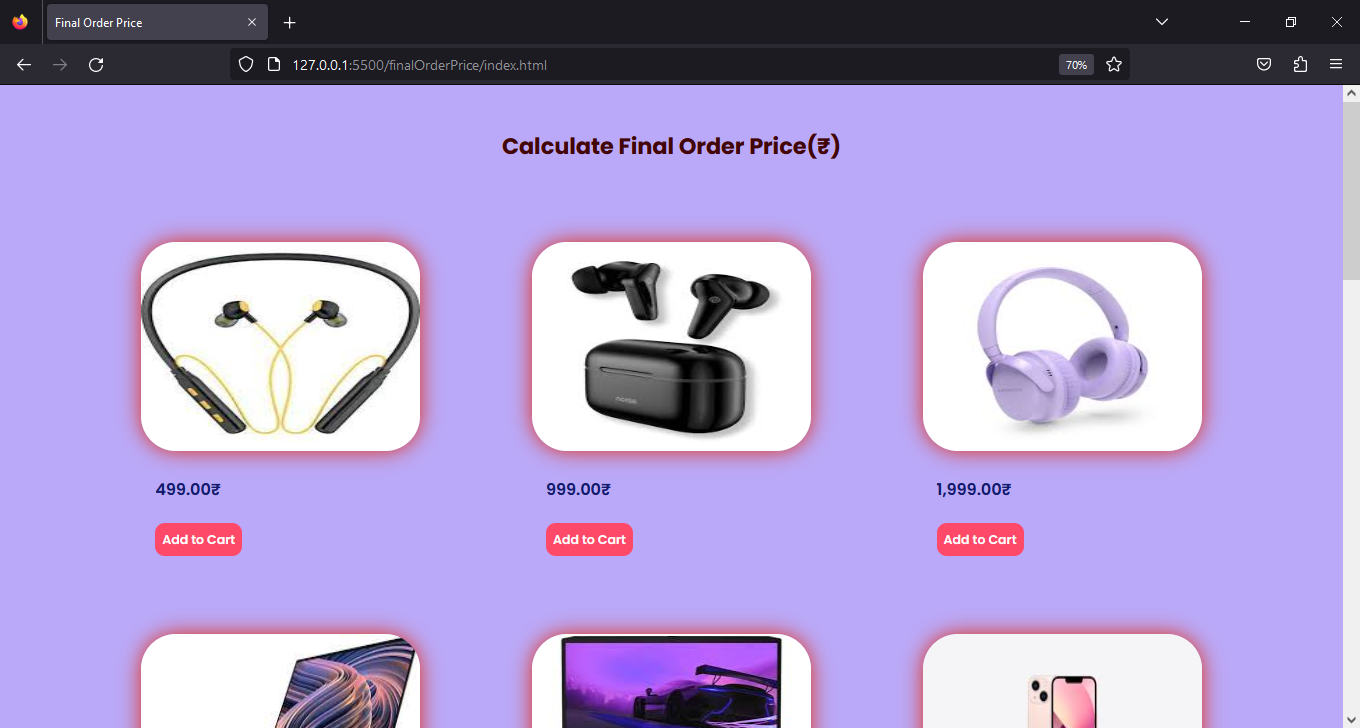 Final Order Price
127.0.0.1:5500/finalOrderPrice/index.html
70%
Calculate Final Order Price(₹)
499.00₹
999.00₹
1,999.00₹
Add to Cart
Add to Cart
Add to Cart